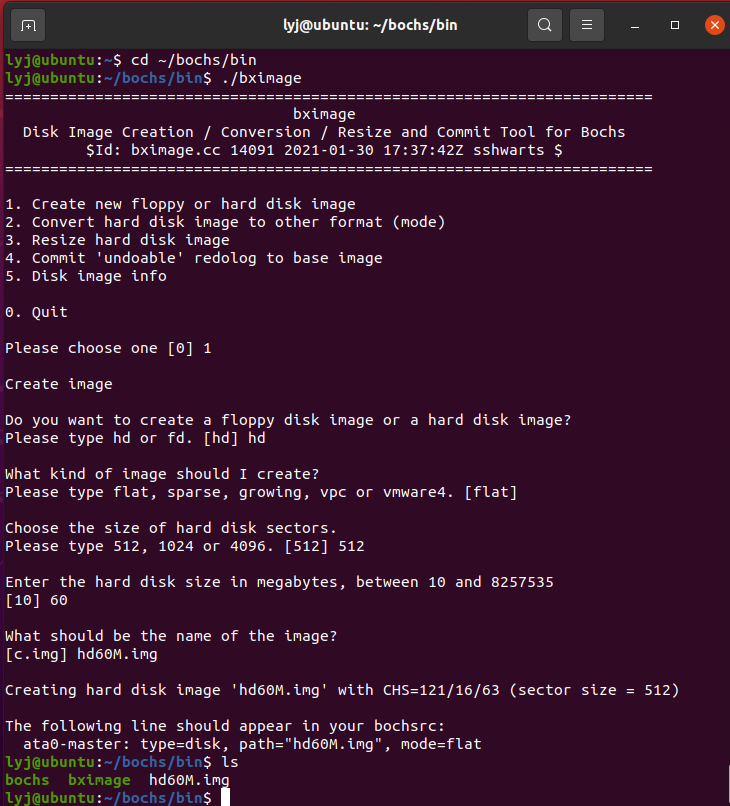 lyj@ubuntu: ~/bochs/bin
lyj@ubuntu:~$ cd ~/bochs/bin
lyj@ubuntu:~/bochs/bin$ ./bximage
========================================================================
bximage
Disk Image Creation / Conversion / Resize and Commit Tool for Bochs
$Id: bximage.cc 14091 2021-01-30 17:37:42Z sshwarts $
========================================================================
1. Create new floppy or hard disk image
2. Convert hard disk image to other format (mode)
3. Resize hard disk image
4. Commit 'undoable' redolog to base image
5. Disk image info
0. Quit
Please choose one [0] 1
Create image
Do you want to create a floppy disk image or a hard disk image?
Please type hd or fd. [hd] hd
What kind of image should I create?
Please type flat, sparse, growing, vpc or vmware4. [flat]
Choose the size of hard disk sectors.
Please type 512, 1024 or 4096. [512] 512
Enter the hard disk size in megabytes, between 10 and 8257535
[10] 60
What should be the name of the image?
[c.img] hd60M.img
Creating hard disk image 'hd60M.img' with CHS=121/16/63 (sector size = 512)
The following line should appear in your bochsrc:
ata0-master: type=disk, path="hd60M.img", mode=flat
lyj@ubuntu:~/bochs/bin$ ls
bochs bximage hd60M.img
lyj@ubuntu:~/bochs/bin$